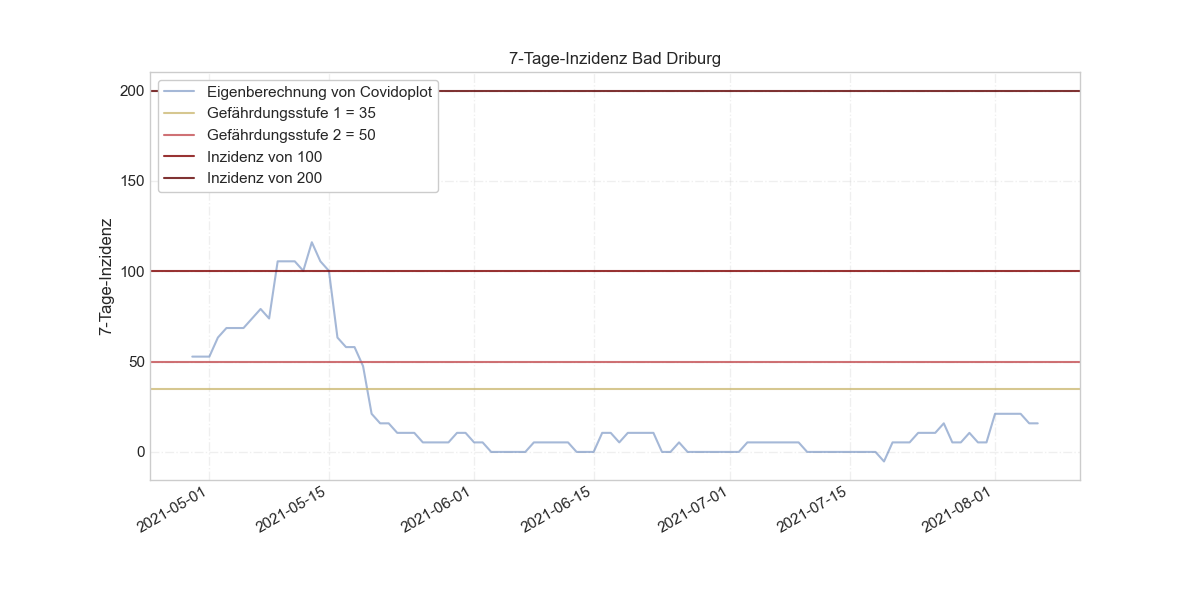 7-Tage-Inzidenz Bad Driburg
Eigenberechnung von Covidoplot
Gefährdungsstufe 1 = 35
Gefährdungsstufe 2 = 50
Inzidenz von 100
Inzidenz von 200
7-Tage-Inzidenz
200
150
100
50
0
2021-05-01
2021-05-15
2021-06-01
2021-06-15
2021-07-01
2021-07-15
2021-08-01